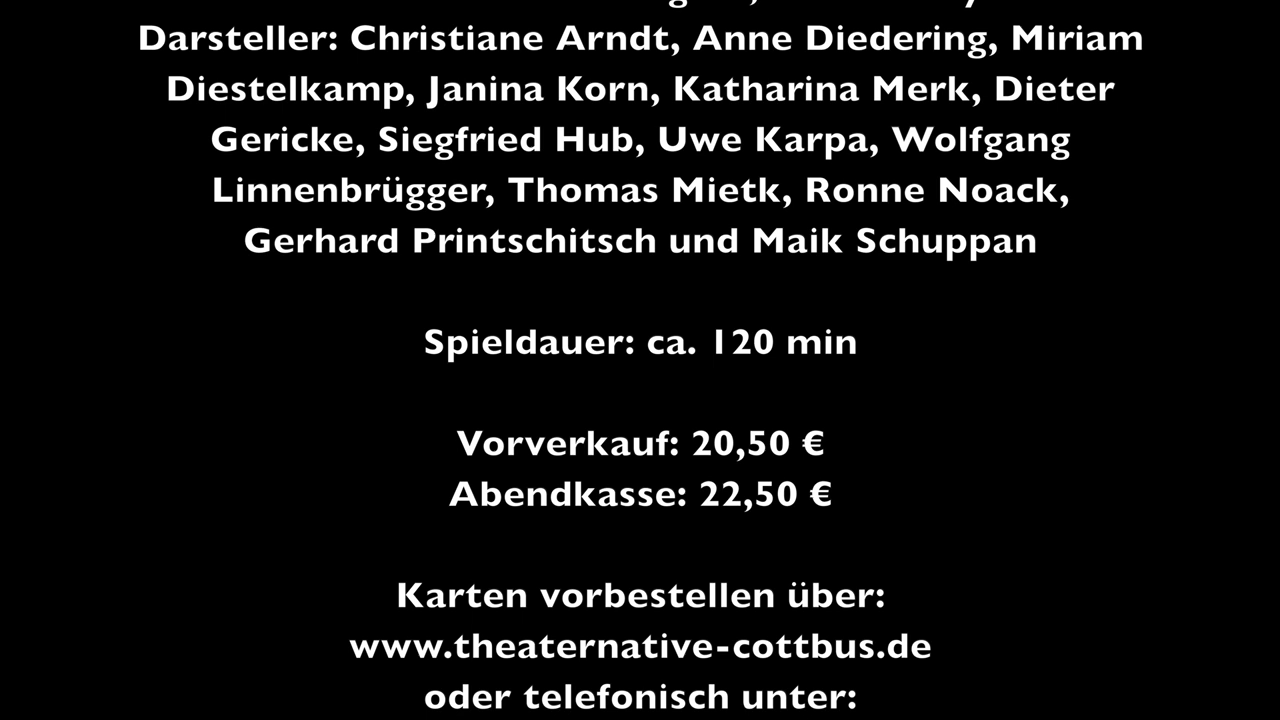 Darsteller: Christiane Arndt, Anne Diedering, Miriam
Diestelkamp, Janina Korn, Katharina Merk, Dieter
Gericke, Siegfried Hub, Uwe Karpa, Wolfgang
Linnenbrügger, Thomas Mietk, Ronne Noack,
Gerhard Printschitsch und Maik Schuppan
Spieldauer: ca. 120 min
Vorverkauf: 20,50 €
Abendkasse: 22,50 €
Karten vorbestellen über:
www.theaternative-cottbus.de
oder telefonisch unter: